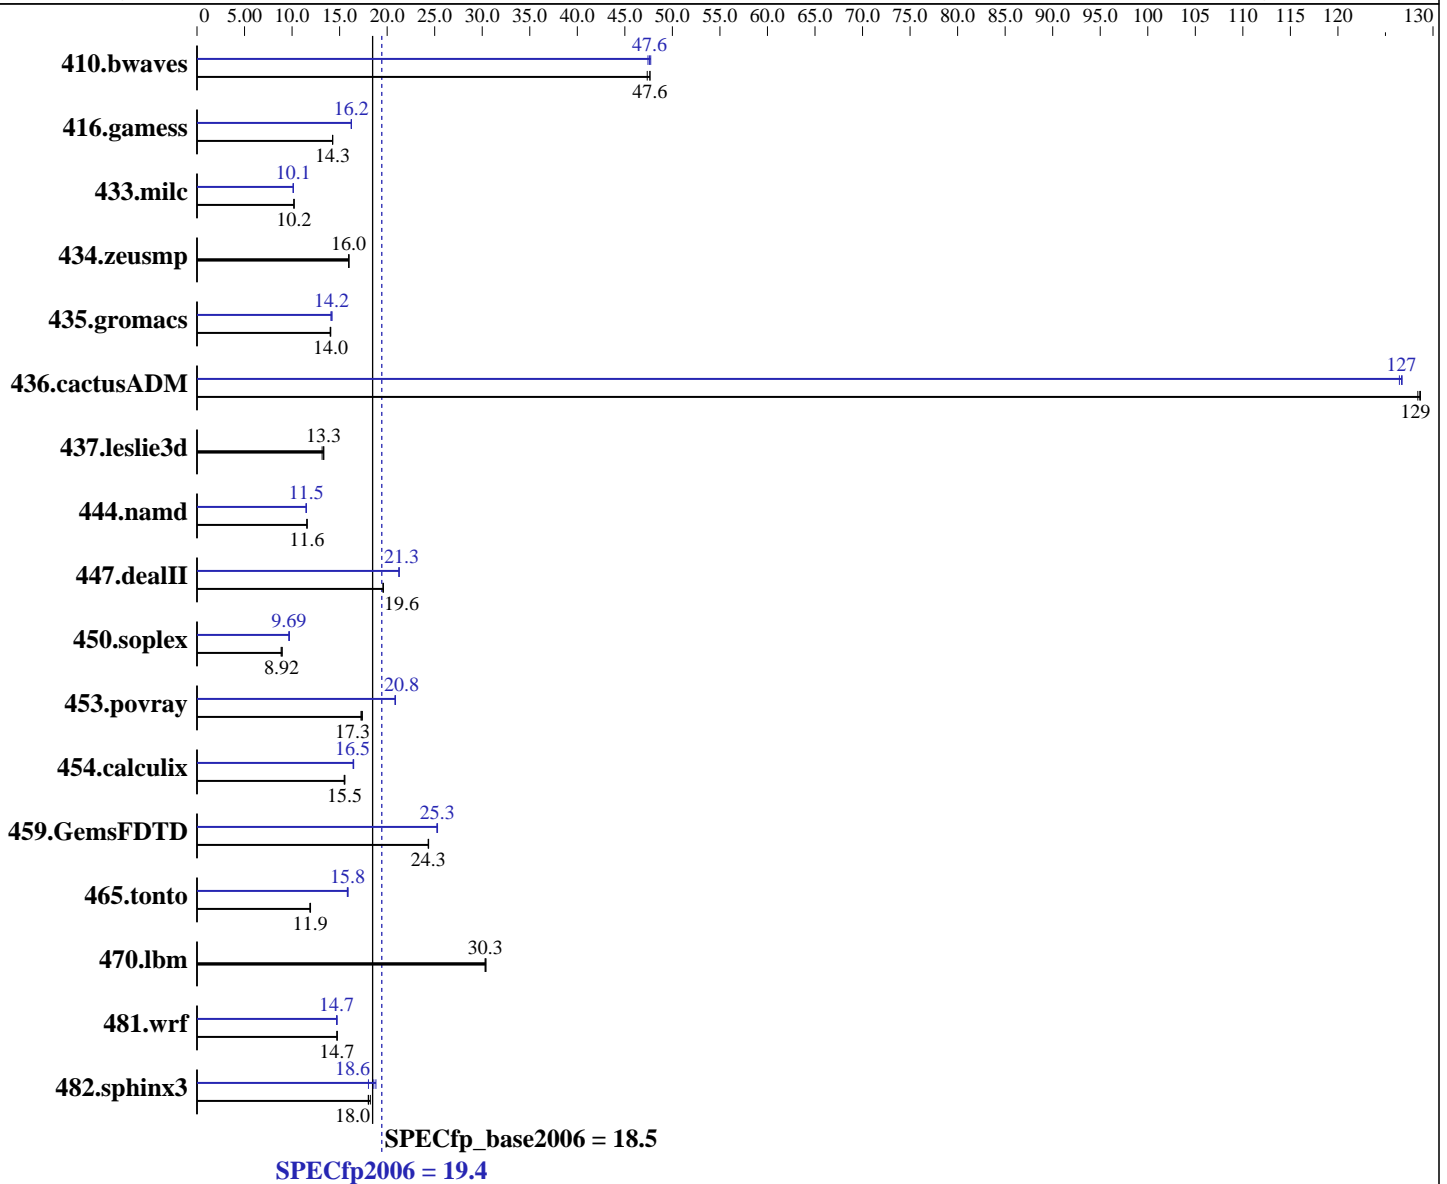 0 5.00 10.0 15.0 20.0 25.0 30.0 35.0 40.0 45.0 50.0 55.0 60.0 65.0 70.0 75.0 80.0 85.0 90.0 95.0 100 105 110 115 120 130
47.6
410.bwaves
47.6
16.2
416.gamess
14.3
10.1
433.milc
10.2
16.0
434.zeusmp
14.2
435.gromacs
14.0
127
436.cactusADM
129
13.3
437.leslie3d
11.5
444.namd
11.6
21.3
447.dealII
19.6
9.69
450.soplex
8.92
20.8
453.povray
17.3
16.5
454.calculix
15.5
25.3
459.GemsFDTD
24.3
15.8
465.tonto
11.9
30.3
470.lbm
14.7
481.wrf
14.7
18.6
482.sphinx3
18.0
SPECfp_base2006 = 18.5
SPECfp2006 = 19.4